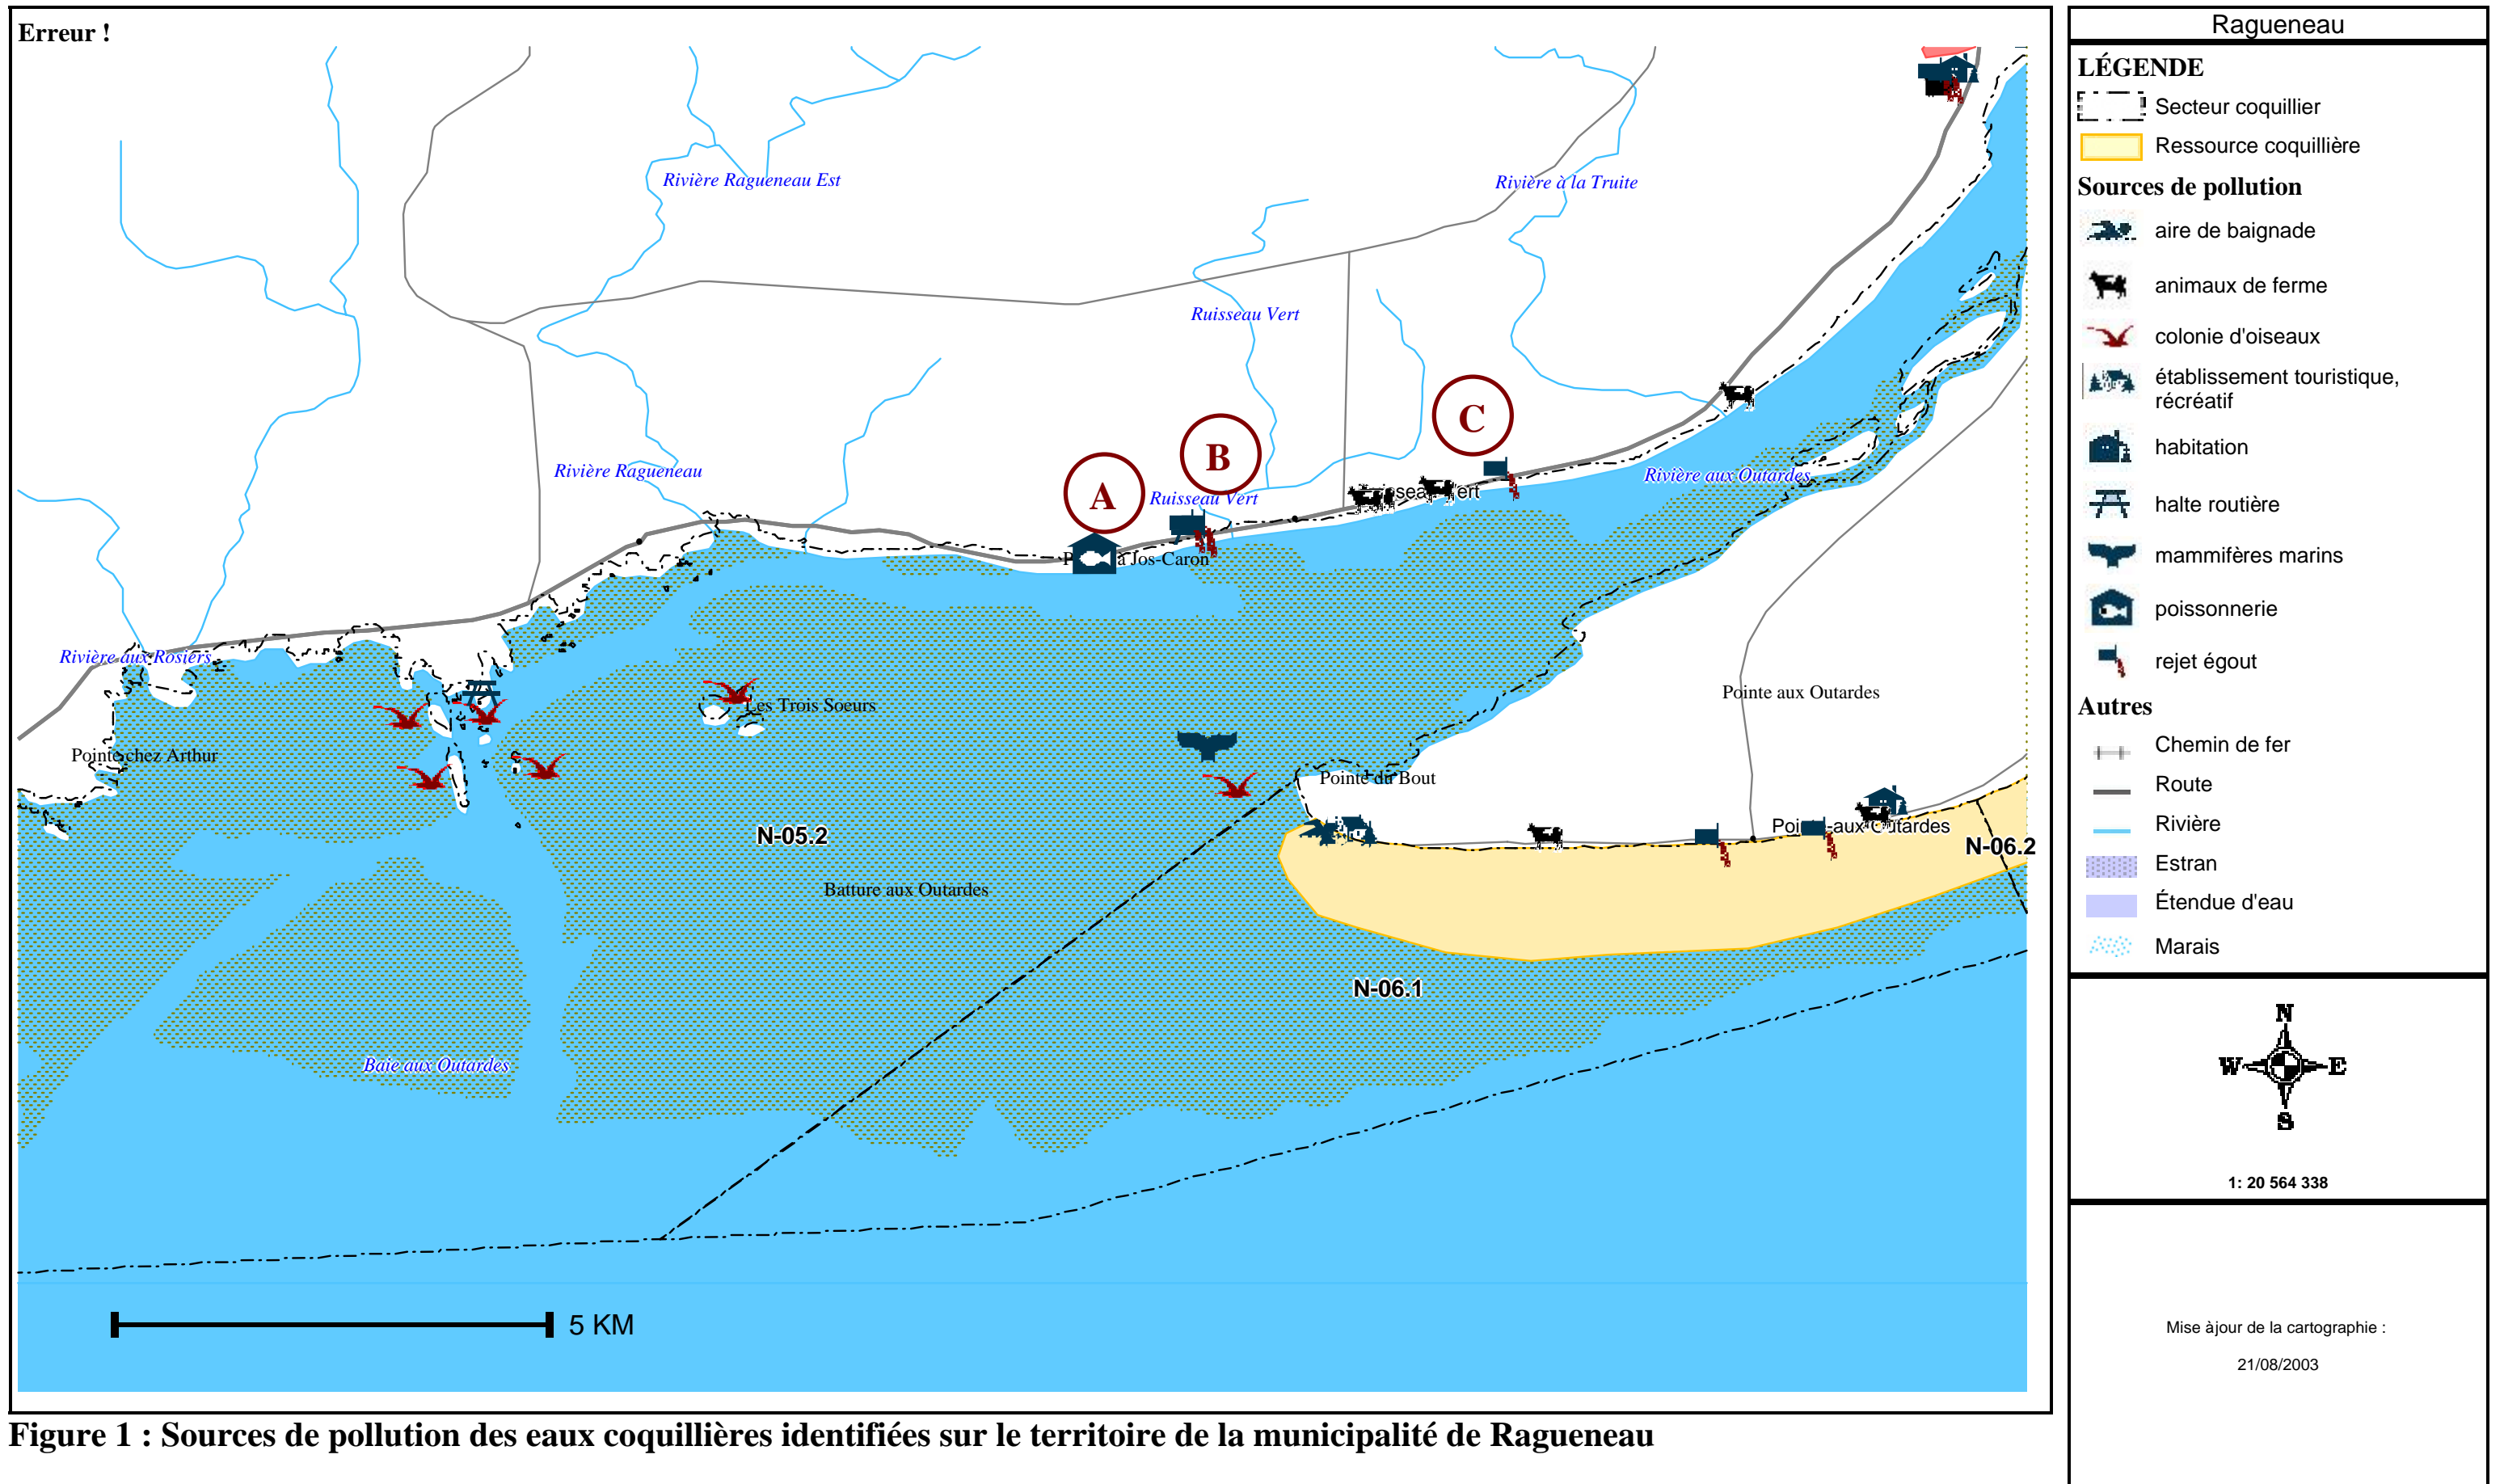 Erreur !
Rivière Ragueneau Est
Rivière à la Truite
Ruisseau Vert
C
B
A
Rivière Ragueneau
Rivière aux Outardes
Ruisseau Vert
Jos-Caron
Rivière aux Rosiers
Pointe aux Outardes
Les Trois Soeurs
Pointe chez Arthur
Pointe du Bout
-aux Outardes
N-05.2
N-06.2
Batture aux Outardes
N-06.1
Baie aux Outardes
5 KM
Ragueneau
LÉGENDE
Secteur coquillier
Ressource coquillière
Sources de pollution
aire de baignade
animaux de ferme
colonie d'oiseaux
établissement touristique,
récréatif
habitation
halte routière
mammifères marins
poissonnerie
rejet égout
Autres
Chemin de fer
Route
Rivière
Estran
Étendue d'eau
Marais
N
W E
S
1: 20 564 338
Mise àjour de la cartographie :
21/08/2003
Figure 1 : Sources de pollution des eaux coquillières identifiées sur le territoire de la municipalité de Ragueneau